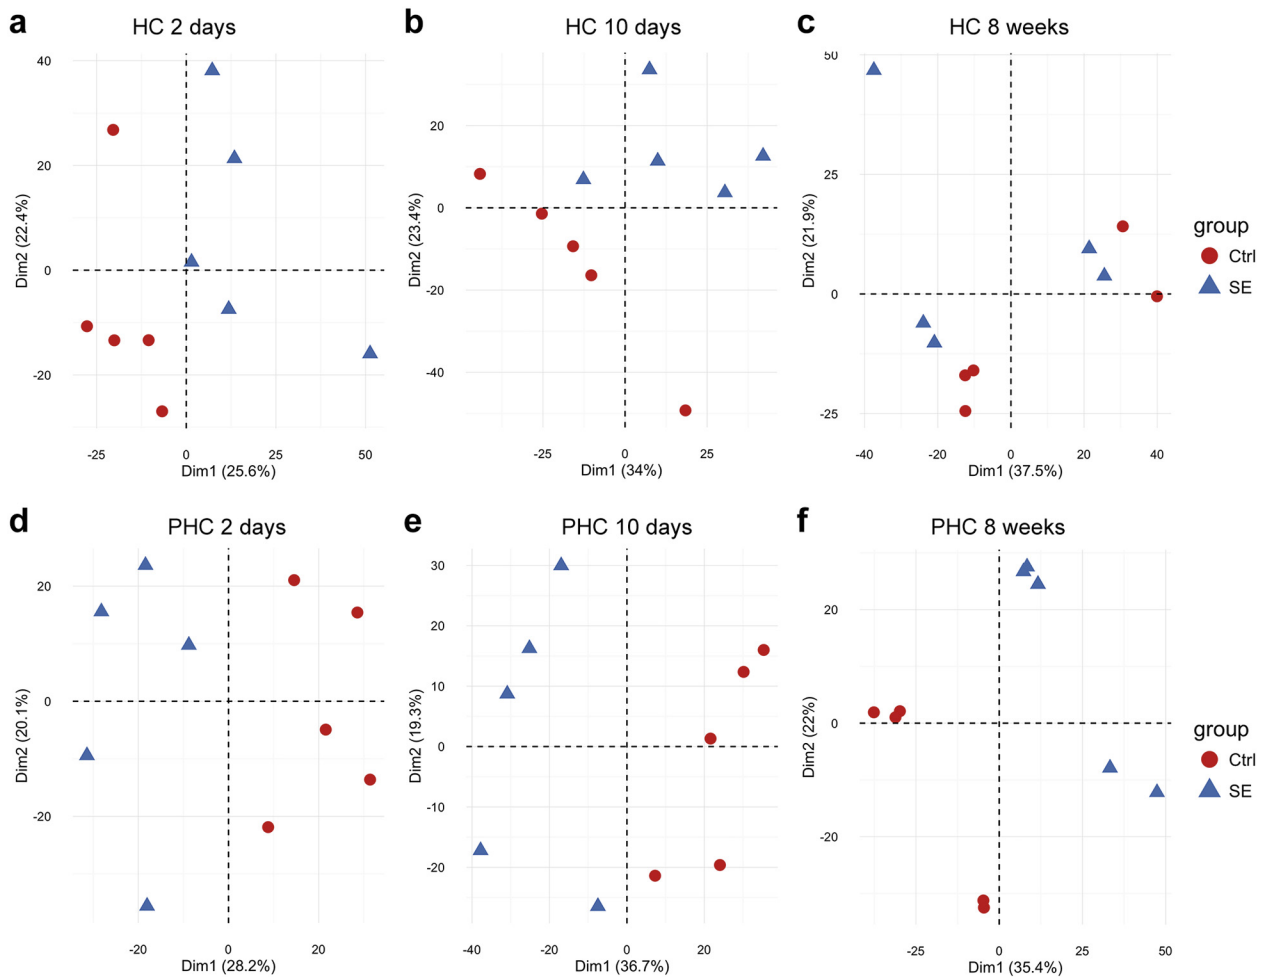 a
HC 2 days
40
20
0
-20
-25
0
25
50
Dim2 (22.4%)
Dim1 (25.6%)
b
HC 10 days
20
0
-20
-40
-25
0
25
Dim2 (23.4%)
Dim1 (34%)
c
HC 8 weeks
50
25
0
-25
-40
-20
0
20
40
Dim2 (21.9%)
Dim1 (37.5%)
group
Ctrl
SE
d
PHC 2 days
20
0
-20
-20
0
20
Dim2 (20.1%)
Dim1 (28.2%)
e
PHC 10 days
30
20
10
0
-10
-20
-40
-20
0
20
Dim2 (19.3%)
Dim1 (36.7%)
f
PHC 8 weeks
20
0
-20
-25
0
25
50
Dim2 (22%)
Dim1 (35.4%)
group
Ctrl
SE